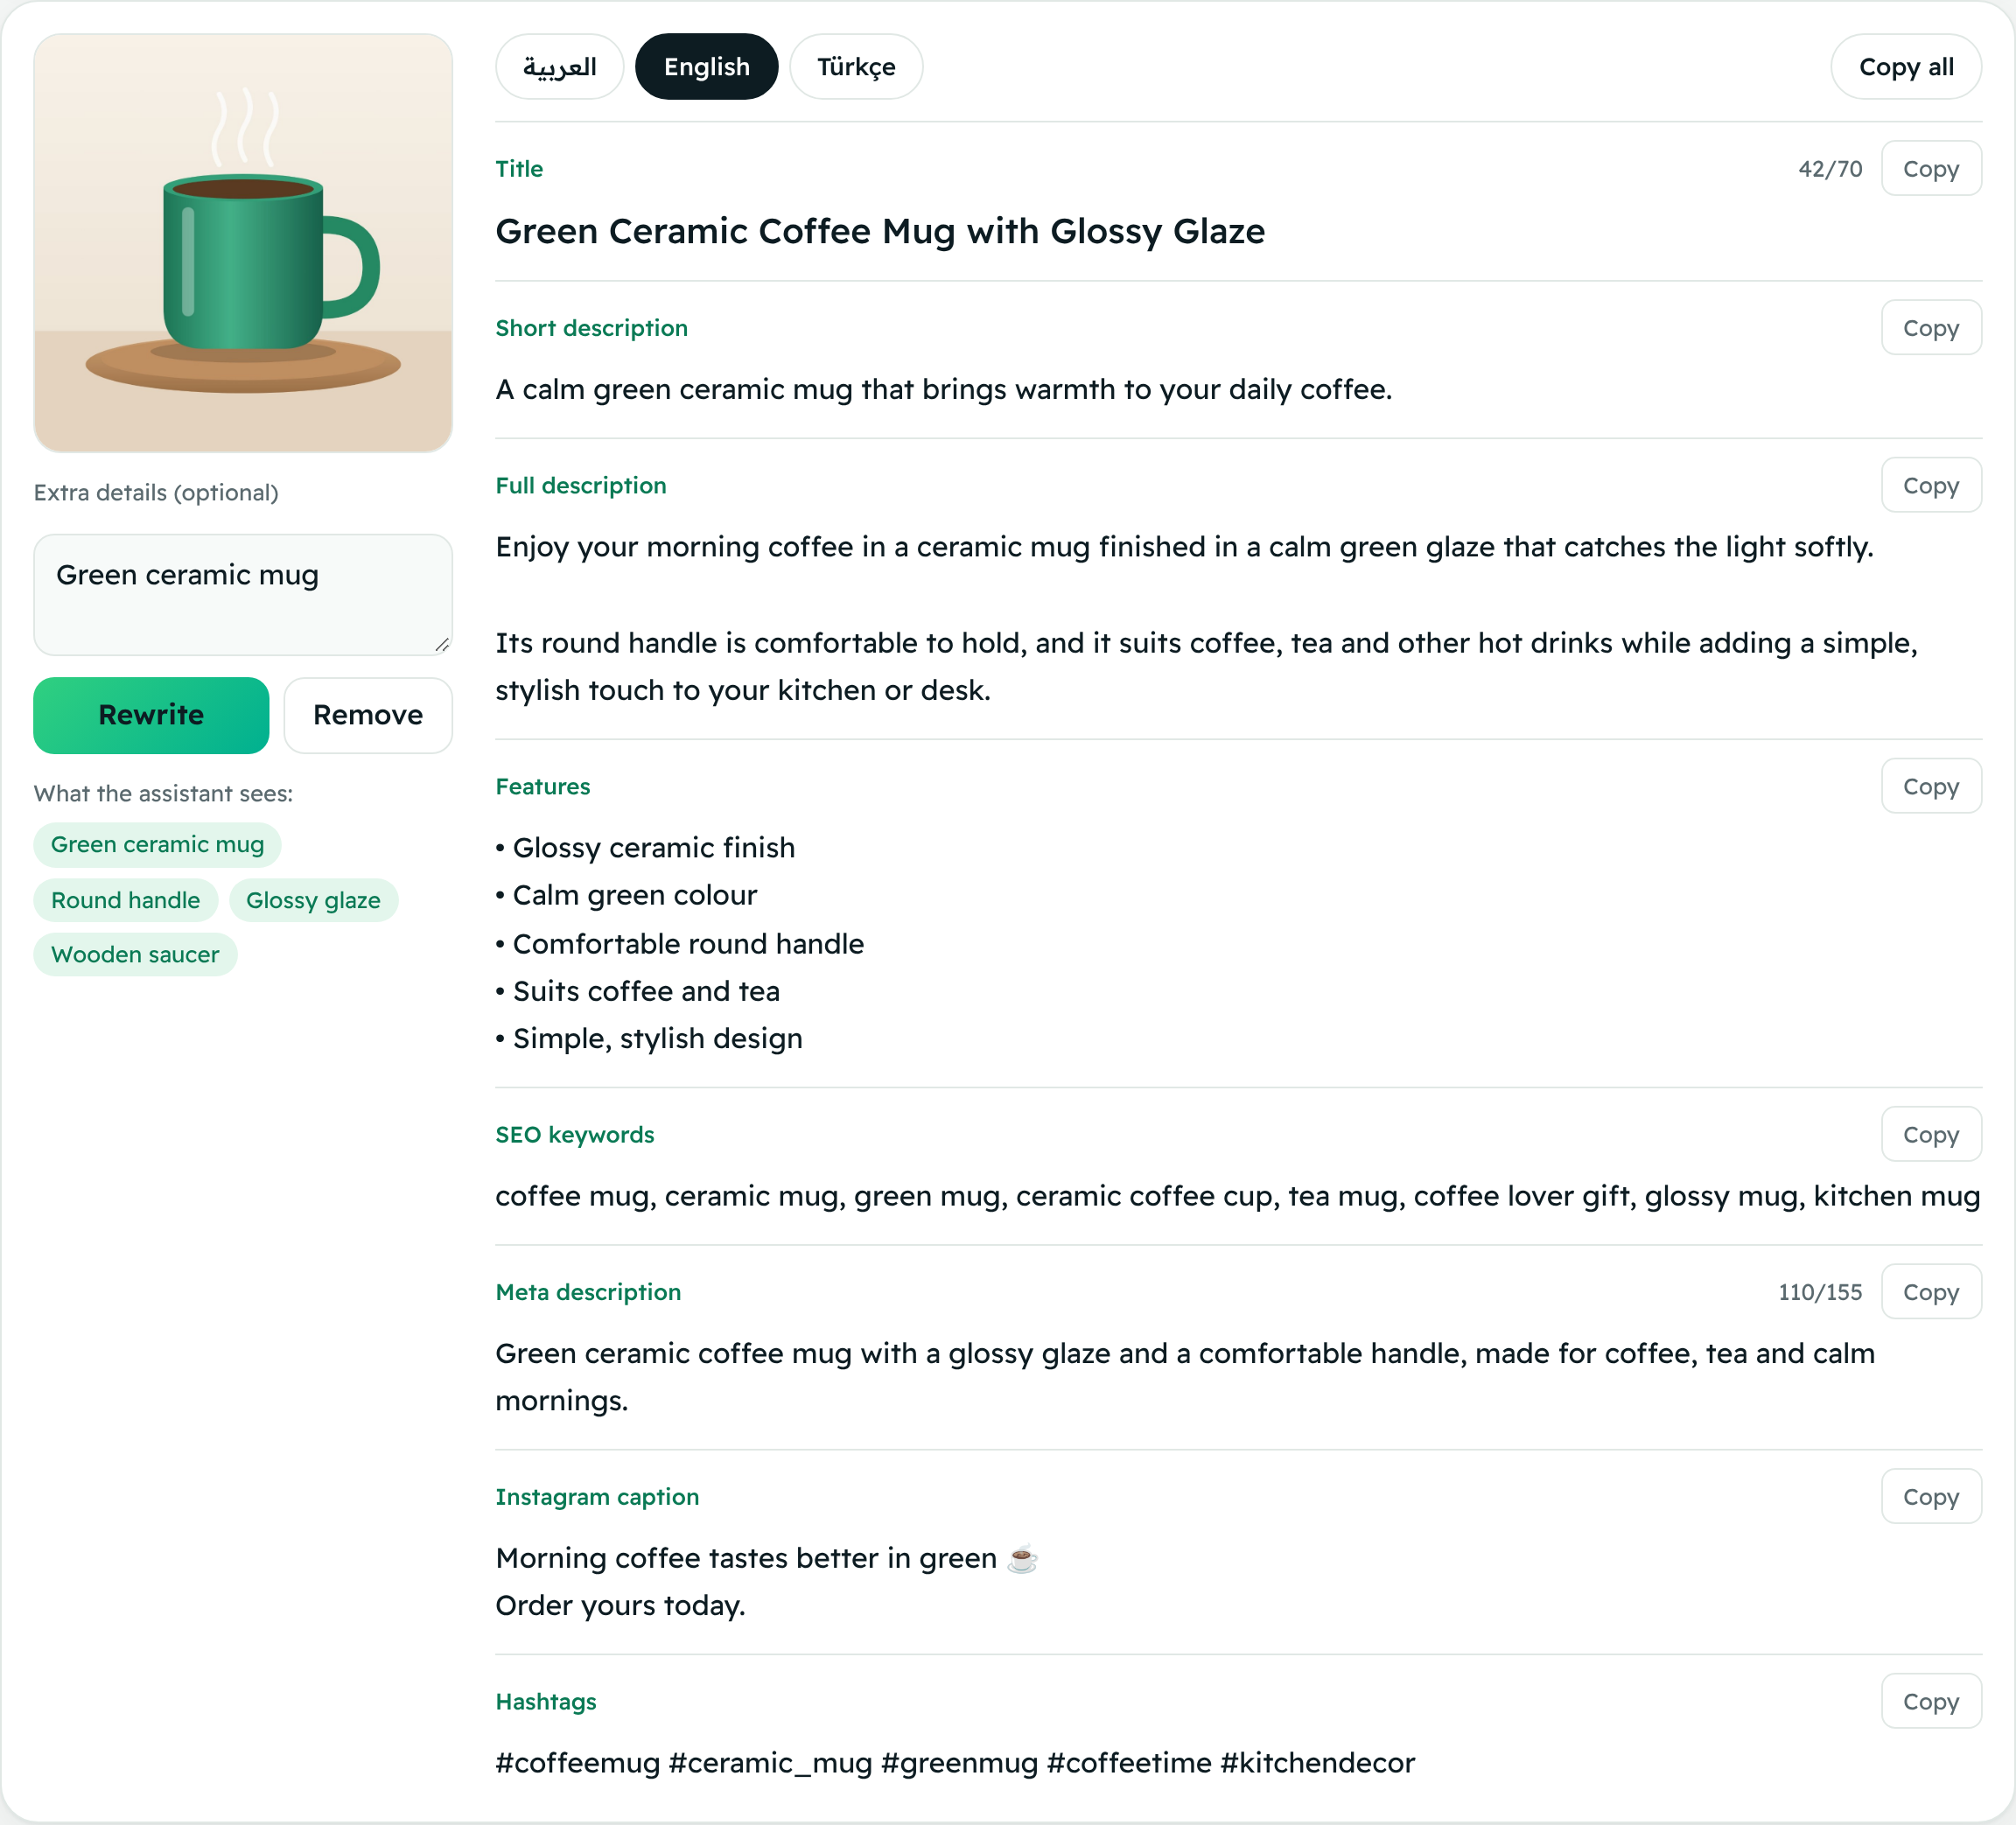 العربية
English
Türkçe
Copy all
Extra details (optional)
Green ceramic mug
Rewrite
Remove
What the assistant sees:
Green ceramic mug
Round handle
Glossy glaze
Wooden saucer
Title
42/70
Copy
Green Ceramic Coffee Mug with Glossy Glaze
Short description
Copy
A calm green ceramic mug that brings warmth to your daily coffee.
Full description
Copy
Enjoy your morning coffee in a ceramic mug finished in a calm green glaze that catches the light softly.
Its round handle is comfortable to hold, and it suits coffee, tea and other hot drinks while adding a simple,
stylish touch to your kitchen or desk.
Features
Copy
• Glossy ceramic finish
• Calm green colour
• Comfortable round handle
• Suits coffee and tea
• Simple, stylish design
SEO keywords
Copy
coffee mug, ceramic mug, green mug, ceramic coffee cup, tea mug, coffee lover gift, glossy mug, kitchen mug
Meta description
110/155
Copy
Green ceramic coffee mug with a glossy glaze and a comfortable handle, made for coffee, tea and calm
mornings.
Instagram caption
Copy
Morning coffee tastes better in green ☕
Order yours today.
Hashtags
Copy
#coffeemug #ceramic_mug #greenmug #coffeetime #kitchendecor